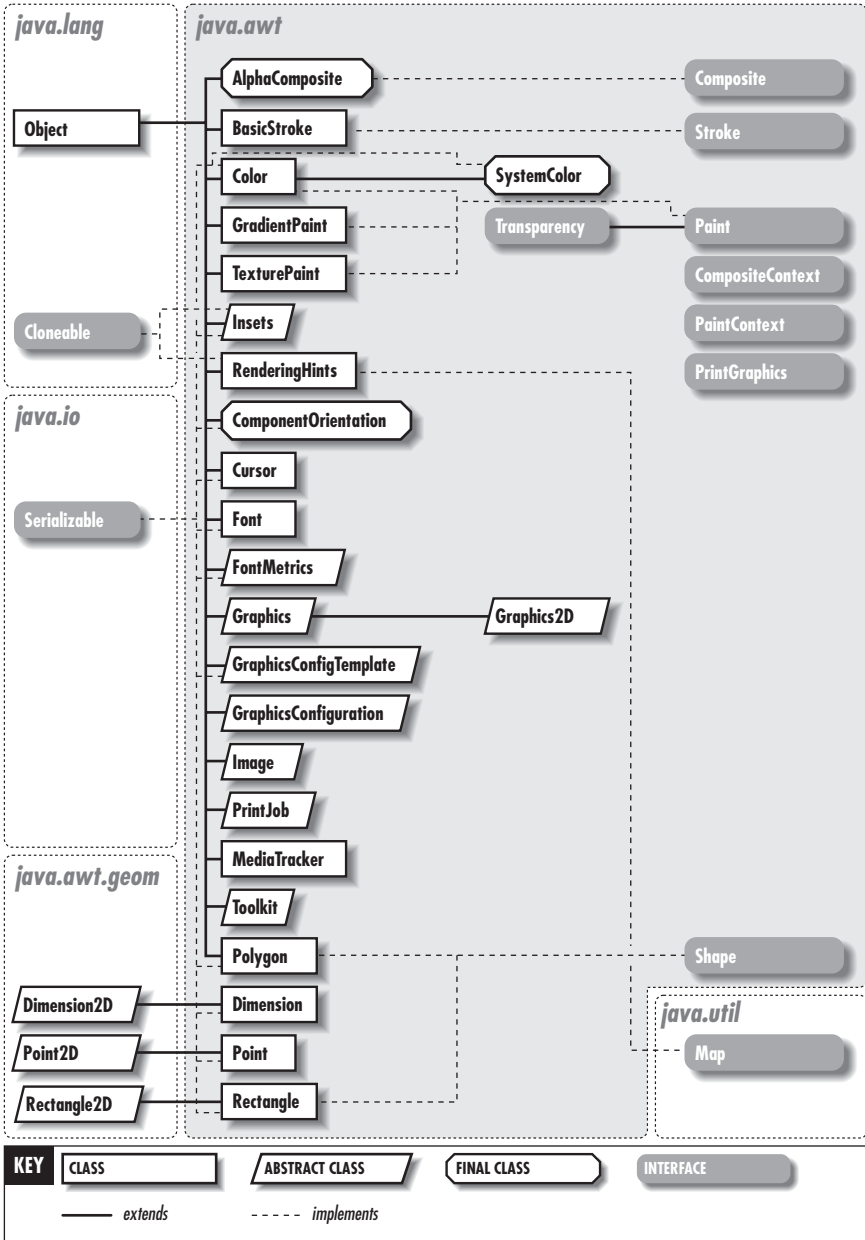 java.lang
java.awt
AlphaComposite
Composite
Object
BasicStroke
Stroke
Color
SystemColor
GradientPaint
Transparency
Paint
TexturePaint
CompositeContext
Cloneable
Insets
PaintContext
RenderingHints
PrintGraphics
java.io
ComponentOrientation
Cursor
Serializable
Font
FontMetrics
Graphics
Graphics2D
GraphicsConfigTemplate
GraphicsConfiguration
Image
PrintJob
java.awt.geom
MediaTracker
Toolkit
Polygon
Shape
Dimension2D
Dimension
java.util
Point2D
Point
Map
Rectangle2D
Rectangle
KEY
CLASS
ABSTRACT CLASS
FINAL CLASS
INTERFACE
extends
implements